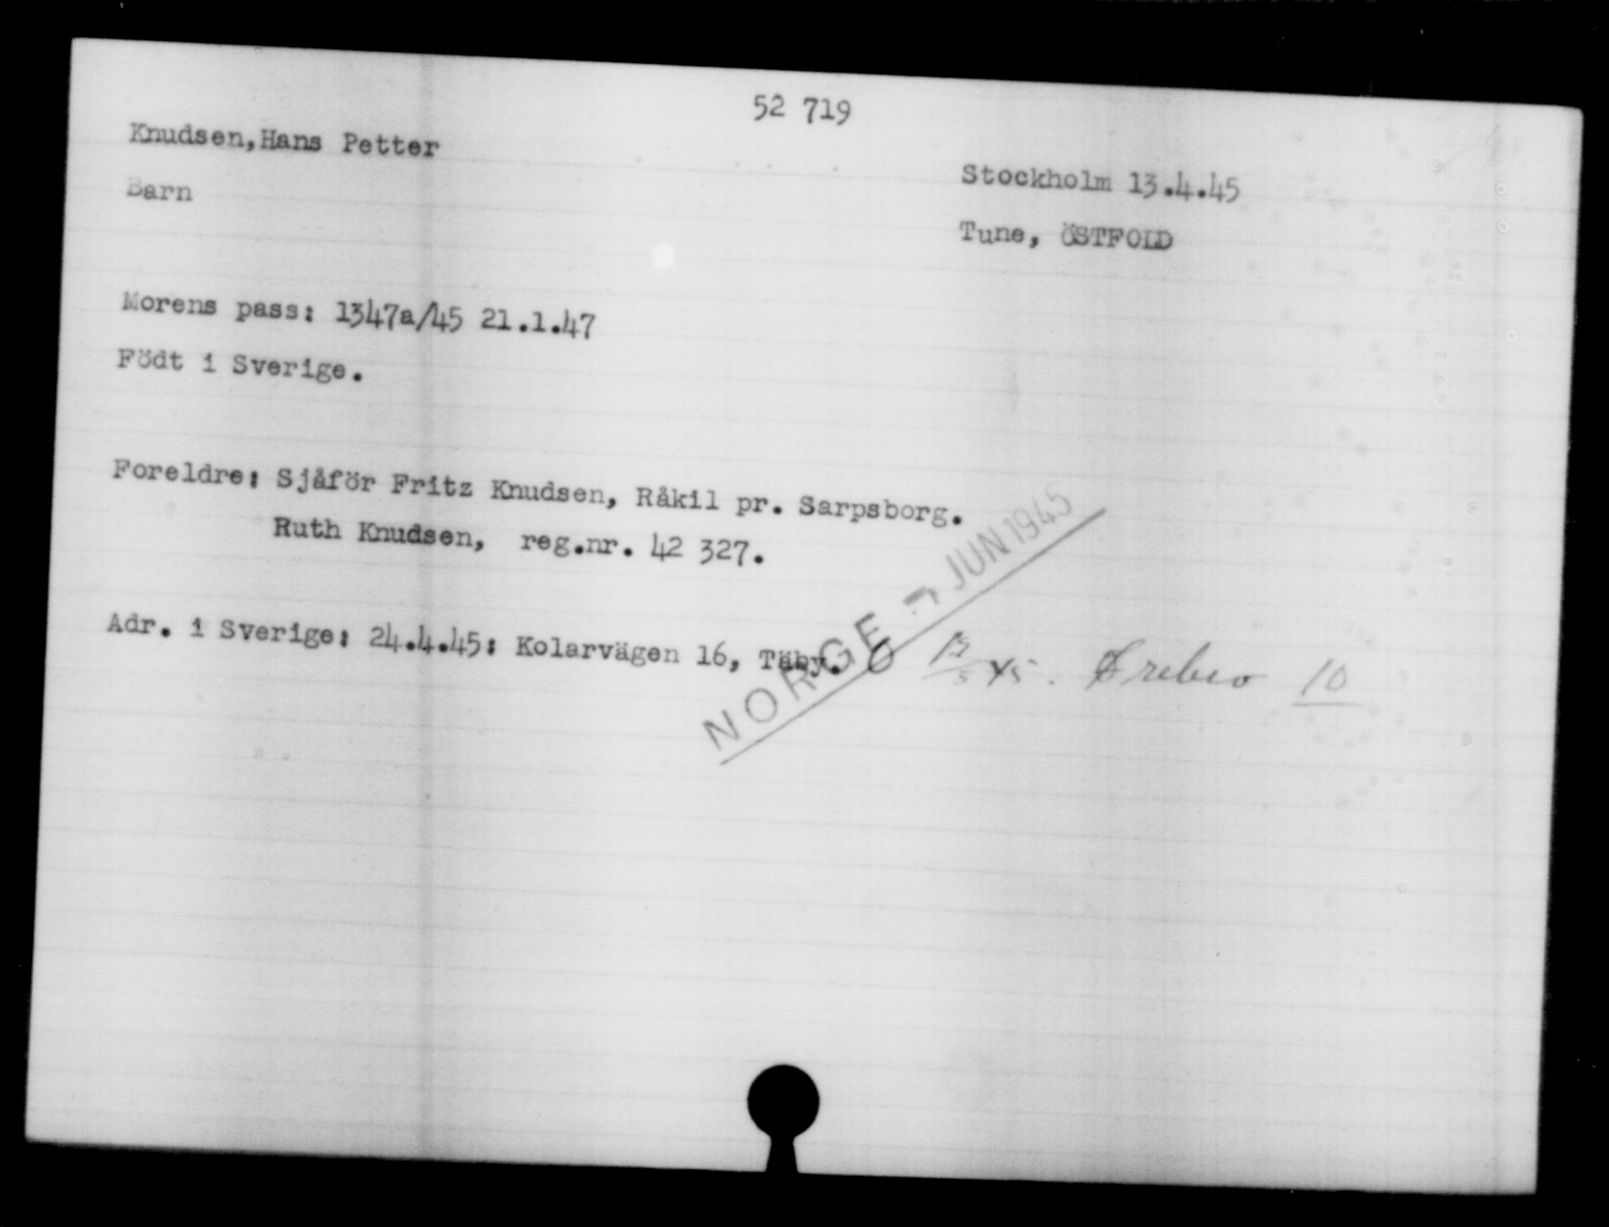 52 719
Knudsen,Hans Petter
Stockholm 13.4.45
Barn
Tune, ÖSTFOLD
Morens pass: 1347a/45 21.1.47
Födt i Sverige.
Foreldre: Sjåför Fritz Knudsen, Råkil pr. Sarpsborg.
Ruth Knudsen, reg.nr. 42 327.
Adr. i Sverige: 24.4.45: Kolarvägen 16, Täby.
45. Ørebro 10
NORGE 7 JUN 1945